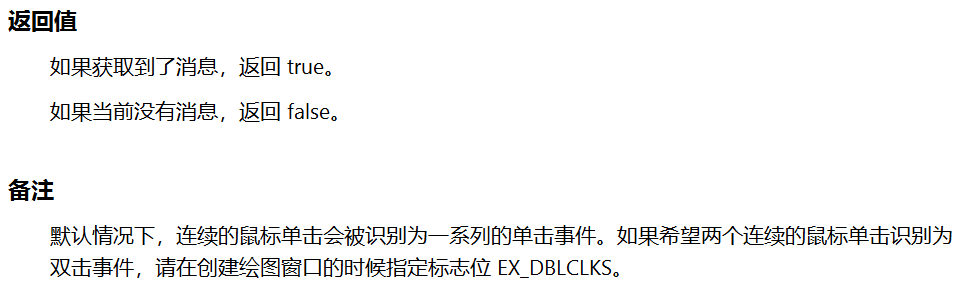 返回值
如果获取到了消息，返回 true。
如果当前没有消息，返回 false。
备注
默认情况下，连续的鼠标单击会被识别为一系列的单击事件。如果希望两个连续的鼠标单击识别为
双击事件，请在创建绘图窗口的时候指定标志位 EX_DBLCLKS。